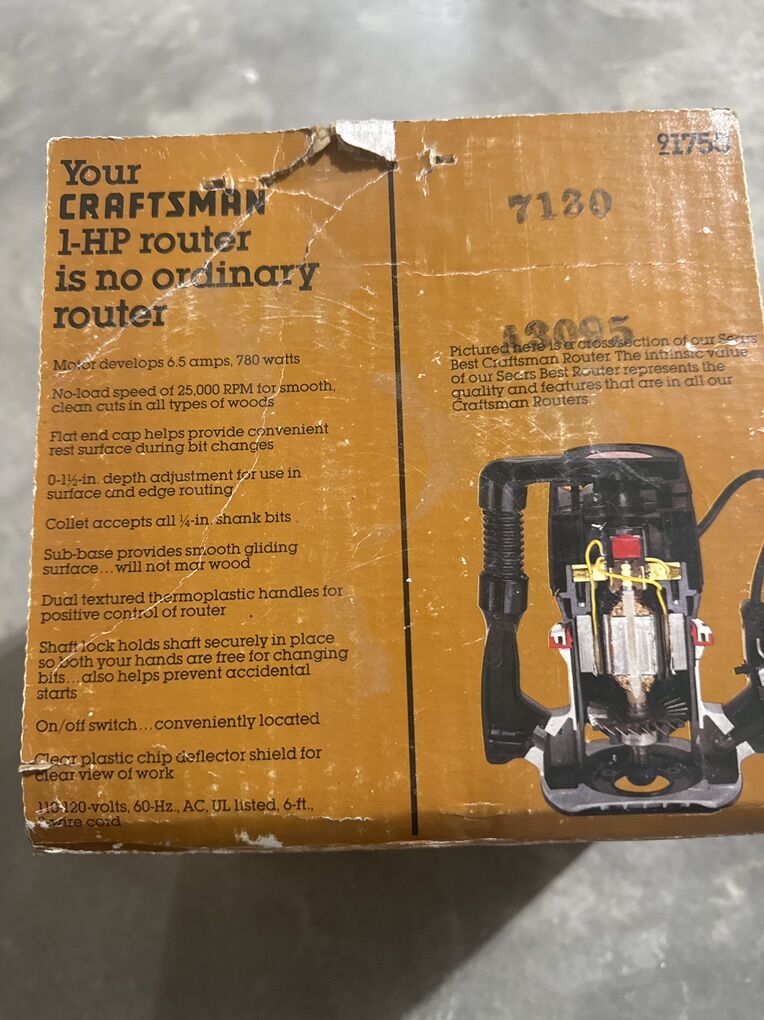 Your
CRAFTSMAN
1-HP router
is no ordinary
router
Motor develops 6.5 amps, 780 watts
No-load speed of 25,000 RPM for smooth,
clean cuts in all types of woods
Flat end cap helps provide convenient
rest surface during bit changes
0-1½-in. depth adjustment for use in
surface and edge routing
Collet accepts all ¼-in. shank bits .
Sub-base provides smooth gliding
surface...will not mar wood
Dual textured thermoplastic handles for
positive control of router
Shaft lock holds shaft securely in place
so both your hands are free for changing
bits...also helps prevent accidental
starts
On/off switch...conveniently located
Clear plastic chip deflector shield for
clear view of work
110-120-volts, 60-Hz., AC, UL listed, 6-ft.,
wire cord
7130
43095
Pictured here is a crosssection of our Sears
Best Craftsman Router. The intrinsic value
of our Sears Best Router represents the
quality and features that are in all our
Craftsman Routers.